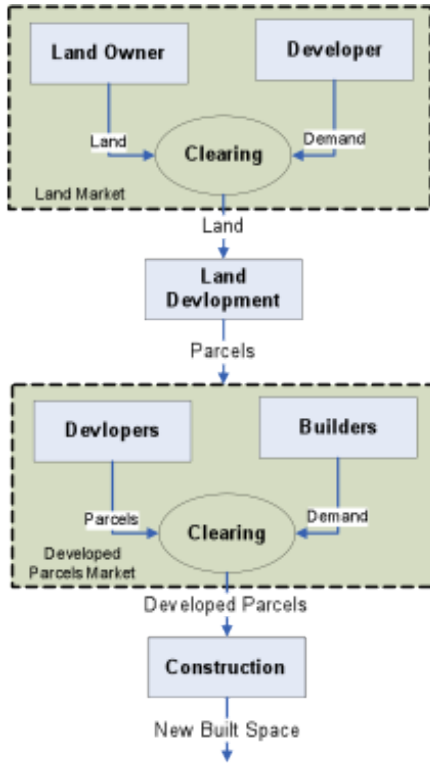 Land Owner
Developer
Land
Demand
Clearing
Land Market
Land
Land
Devlopment
Parcels
Devlopers
Builders
Parcels
Demand
Clearing
Developed
Parcels Market
Developed Parcels
Construction
New Built Space